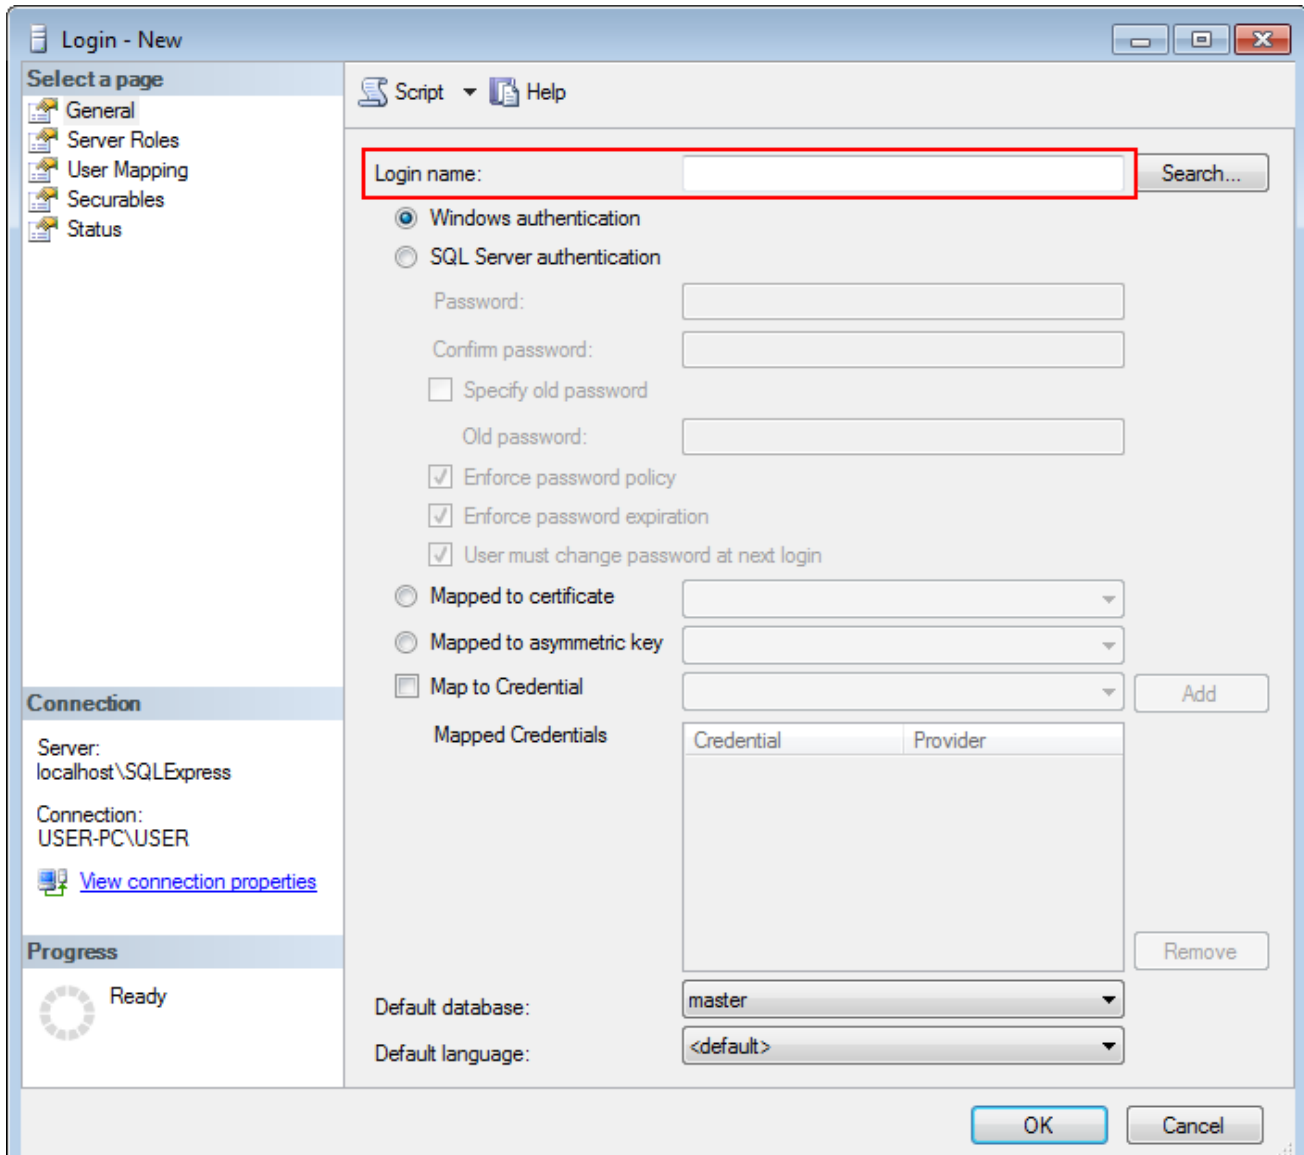 Login - New
Select a page
General
Server Roles
User Mapping
Securables
Status
Script Help
Login name: Search...
Windows authentication
SQL Server authentication
Password:
Confirm password:
Specify old password
Old password:
Enforce password policy
Enforce password expiration
User must change password at next login
Mapped to certificate
Mapped to asymmetric key
Map to Credential Add
Mapped Credentials Credential Provider
Remove
Default database: master
Default language: <default>
Connection
Server:
localhost\SQLExpress
Connection:
USER-PC\USER
View connection properties
Progress
Ready
OK Cancel